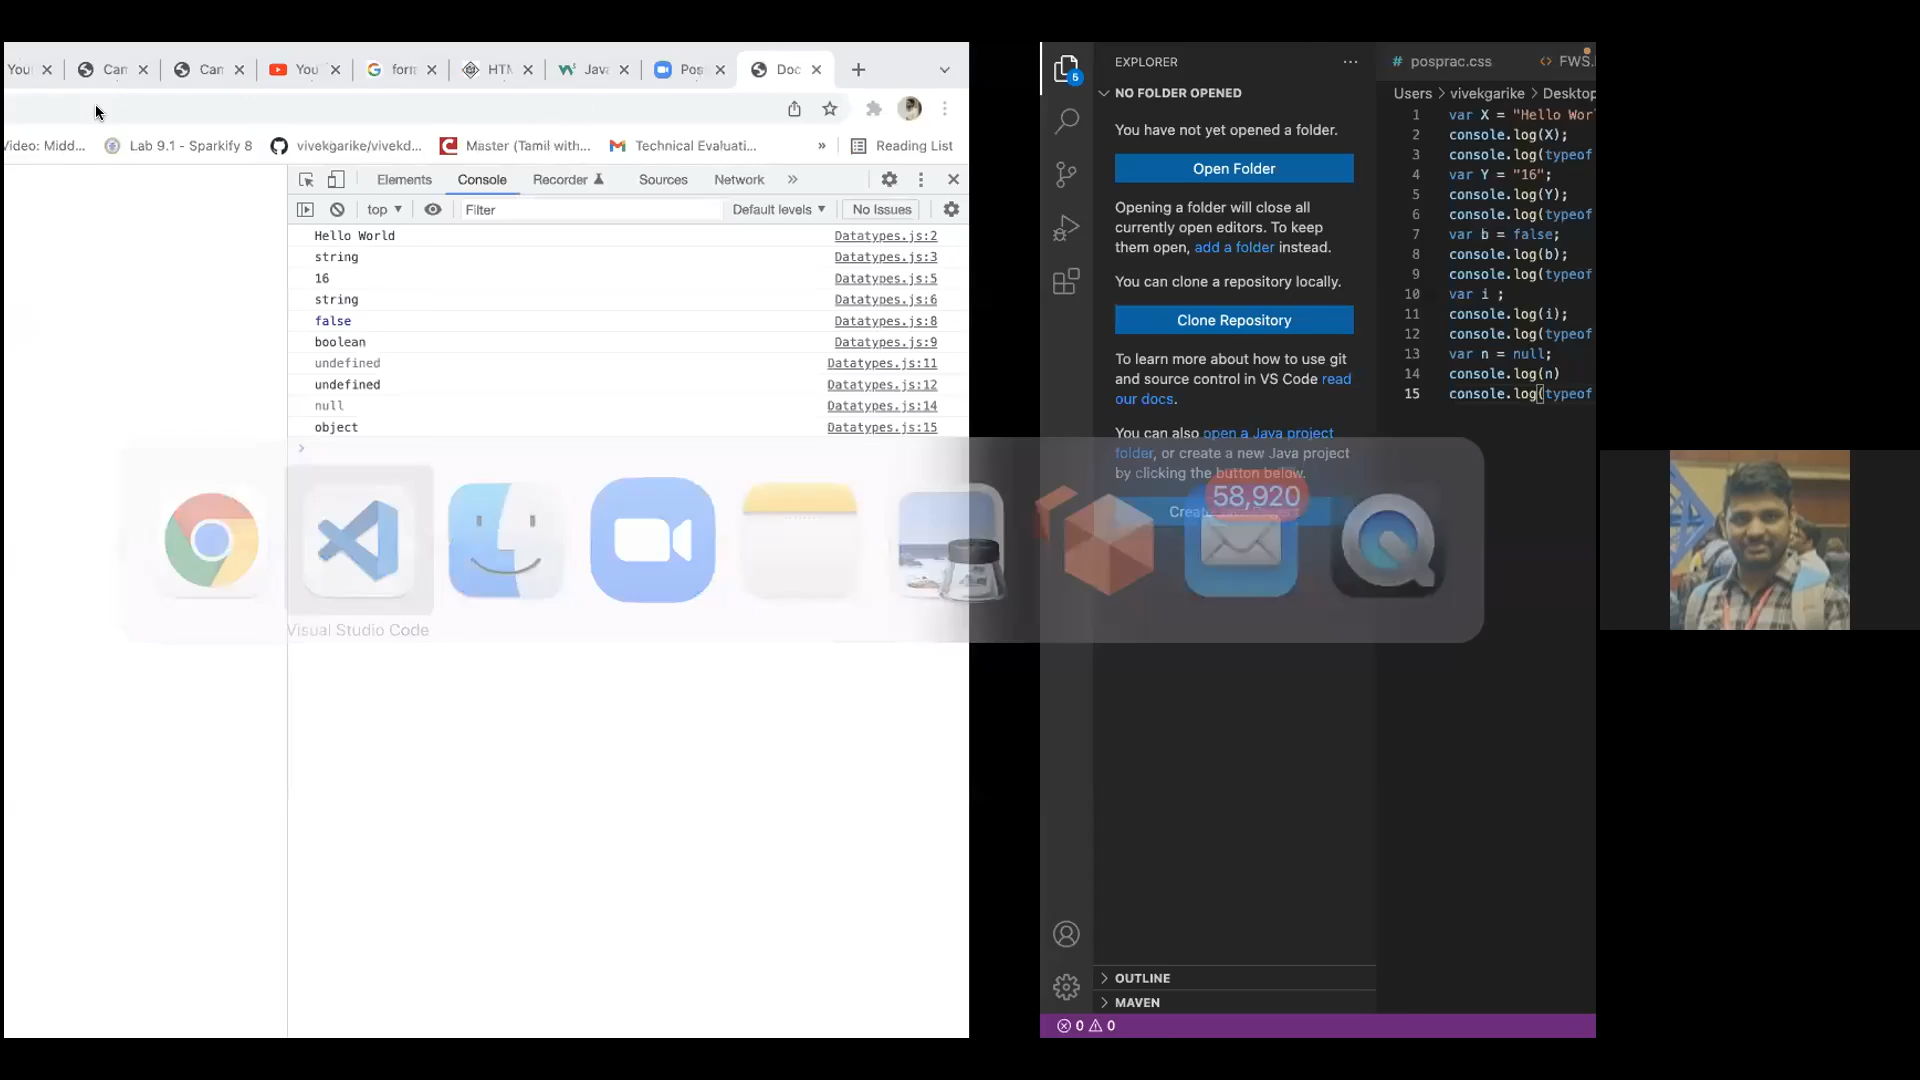 You
Cam
Cam
You
form
HTM
Java
Pos
Doc
Video: Midd...
Lab 9.1 - Sparkify 8
vivekgarike/vivekd...
Master (Tamil with...
Technical Evaluati...
»
Reading List
Elements
Console
Recorder
Sources
Network
»
top
Filter
Default levels
No Issues
Hello World Datatypes.js:2
string Datatypes.js:3
16 Datatypes.js:5
string Datatypes.js:6
false Datatypes.js:8
boolean Datatypes.js:9
undefined Datatypes.js:11
undefined Datatypes.js:12
null Datatypes.js:14
object Datatypes.js:15
>
Visual Studio Code
58,920
5
EXPLORER
...
NO FOLDER OPENED
You have not yet opened a folder.
Open Folder
Opening a folder will close all
currently open editors. To keep
them open, add a folder instead.
You can clone a repository locally.
Clone Repository
To learn more about how to use git
and source control in VS Code read
our docs.
You can also open a Java project
folder, or create a new Java project
by clicking the button below.
OUTLINE
MAVEN
0 0
# posprac.css <> FWS.
Users > vivekgarike > Desktop
1 var X = "Hello Wor
2 console.log(X);
3 console.log(typeof
4 var Y = "16";
5 console.log(Y);
6 console.log(typeof
7 var b = false;
8 console.log(b);
9 console.log(typeof
10 var i ;
11 console.log(i);
12 console.log(typeof
13 var n = null;
14 console.log(n)
15 console.log(typeof